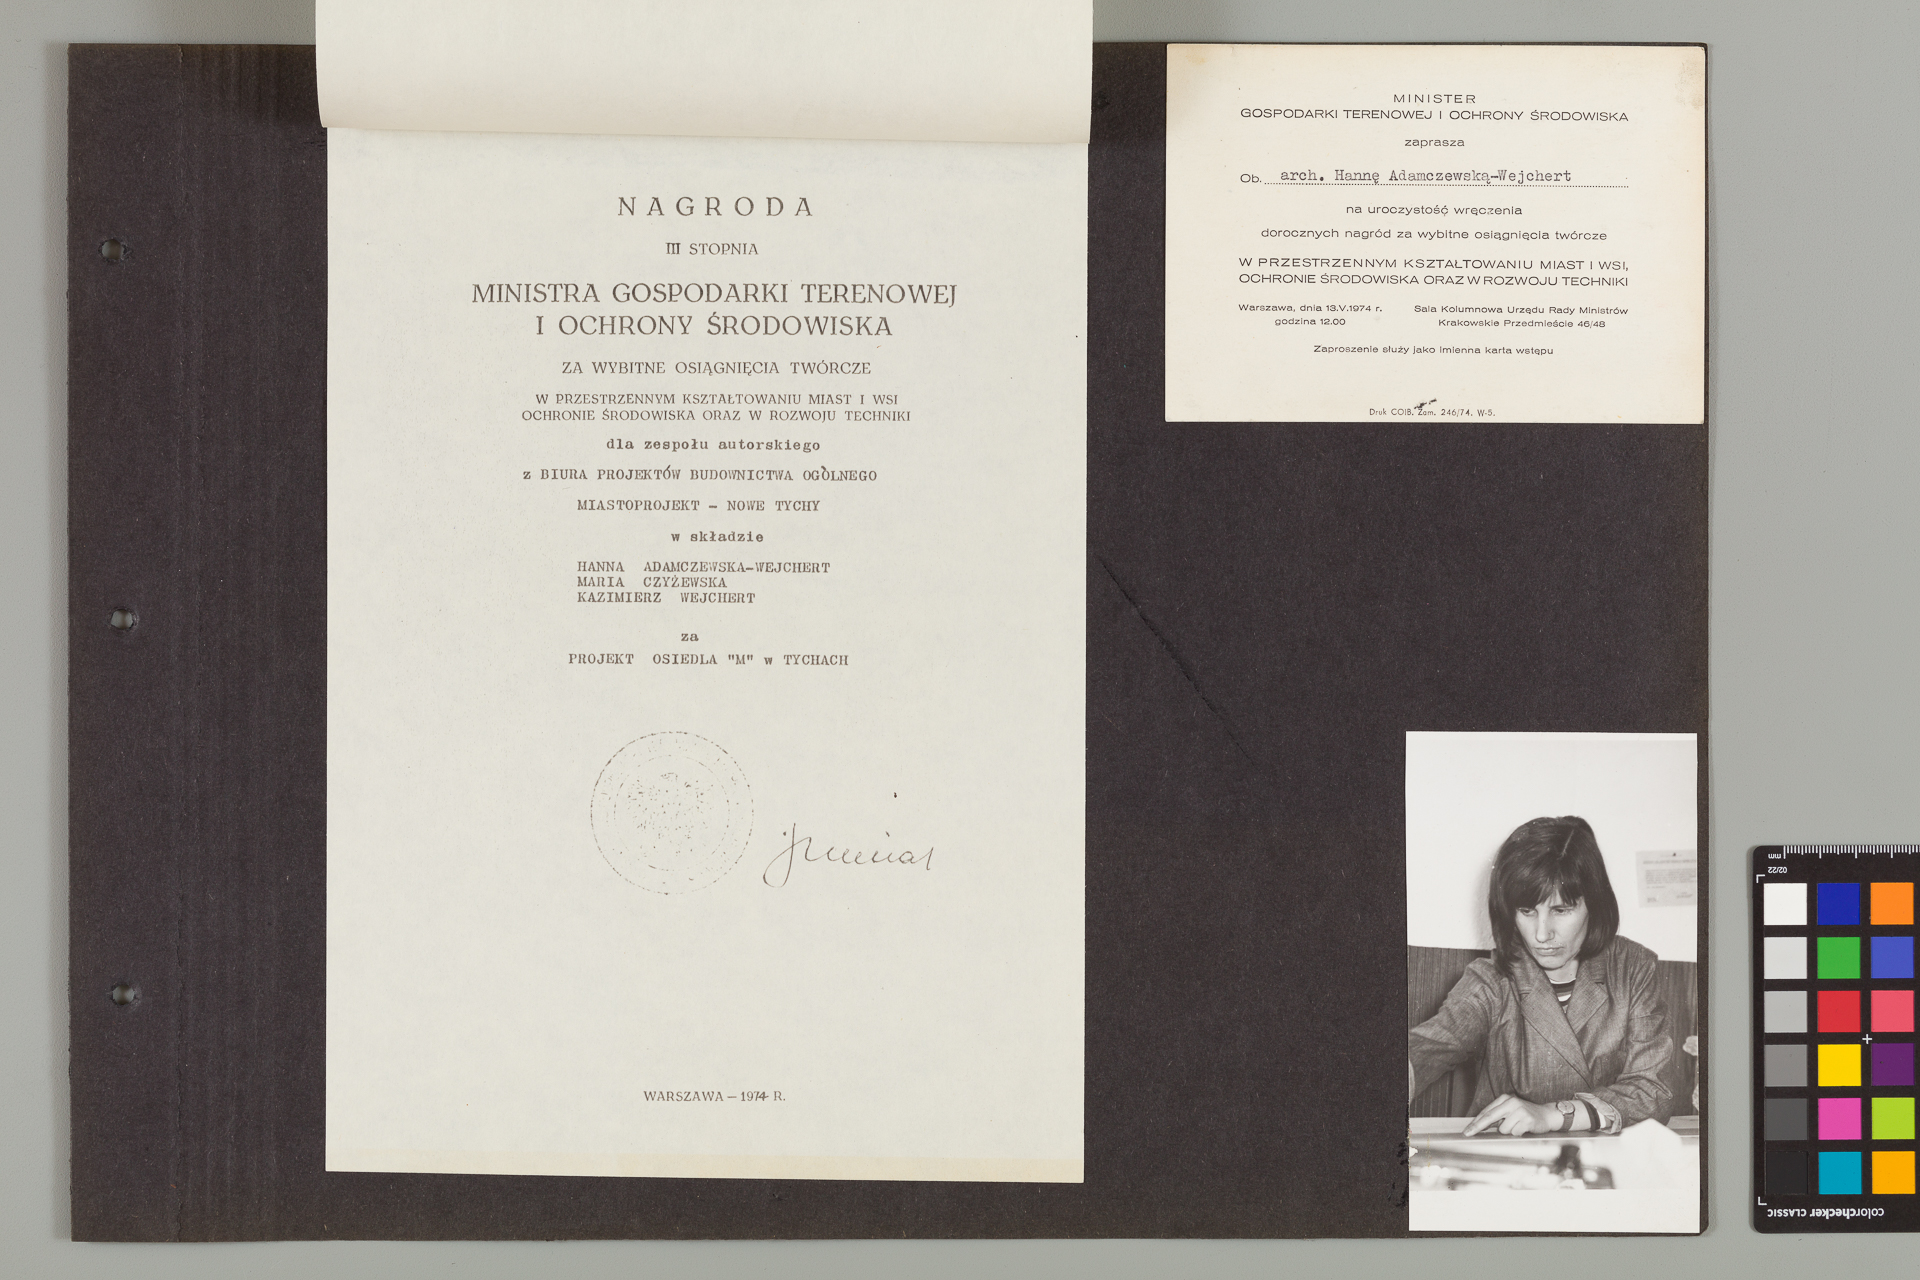 NAGRODA
III STOPNIA
MINISTRA GOSPODARKI TERENOWEJ
I OCHRONY ŚRODOWISKA
ZA WYBITNE OSIĄGNIĘCIA TWÓRCZE
W PRZESTRZENNYM KSZTAŁTOWANIU MIAST I WSI
OCHRONIE ŚRODOWISKA ORAZ W ROZWOJU TECHNIKI
dla zespołu autorskiego
z BIURA PROJEKTÓW BUDOWNICTWA OGÓLNEGO
MIASTOPROJEKT - NOWE TYCHY
w składzie
HANNA ADAMCZEWSKA-WEJCHERT
MARIA CZYŻEWSKA
KAZIMIERZ WEJCHERT
za
PROJEKT OSIEDLA "M" w TYCHACH
WARSZAWA — 1974 R.
MINISTER
GOSPODARKI TERENOWEJ I OCHRONY ŚRODOWISKA
zaprasza
Ob. arch. Hannę Adamczewską-Wejchert
na uroczystość wręczenia
dorocznych nagród za wybitne osiągnięcia twórcze
W PRZESTRZENNYM KSZTAŁTOWANIU MIAST I WSI,
OCHRONIE ŚRODOWISKA ORAZ W ROZWOJU TECHNIKI
Warszawa, dnia 13.V.1974 r. Sala Kolumnowa Urzędu Rady Ministrów
godzina 12.00 Krakowskie Przedmieście 46/48
Zaproszenie służy jako imienna karta wstępu
Druk COIB. Zam. 246/74. W-5.
mm
02/22
colorchecker CLASSIC